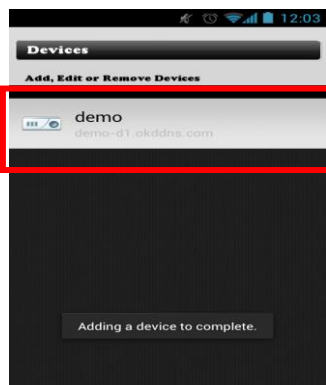 12:03
Devices
Add, Edit or Remove Devices
demo
demo-d1.okddns.com
Adding a device to complete.